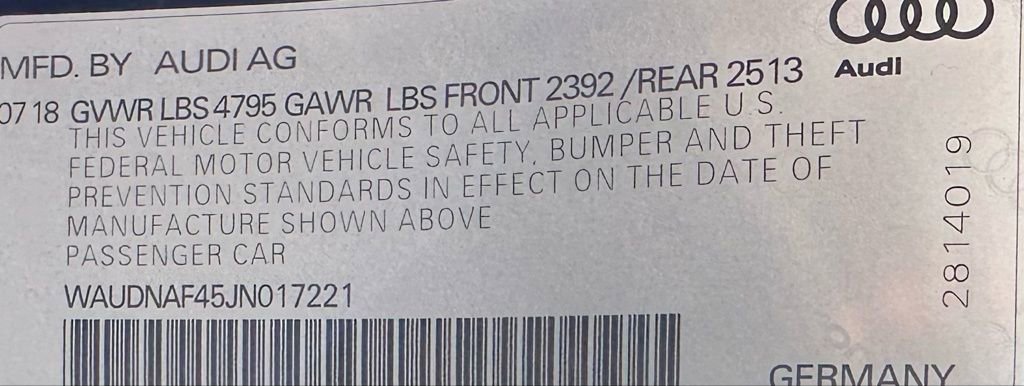 MFD. BY AUDI AG
Audi
0718 GVWR LBS 4795 GAWR LBS FRONT 2392 /REAR 2513
THIS VEHICLE CONFORMS TO ALL APPLICABLE U.S.
FEDERAL MOTOR VEHICLE SAFETY, BUMPER AND THEFT
PREVENTION STANDARDS IN EFFECT ON THE DATE OF
MANUFACTURE SHOWN ABOVE
PASSENGER CAR
WAUDNAF45JN017221
2814019
GERMANY